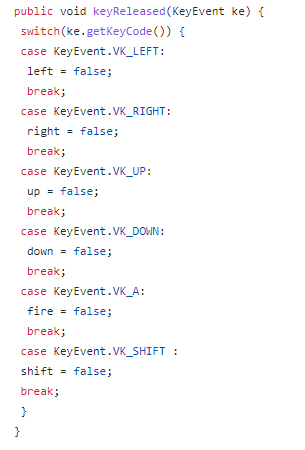 public void keyReleased(KeyEvent ke) {
switch(ke.getKeyCode()) {
case KeyEvent.VK_LEFT:
left = false;
break;
case KeyEvent.VK_RIGHT:
right = false;
break;
case KeyEvent.VK_UP:
up = false;
break;
case KeyEvent.VK_DOWN:
down = false;
break;
case KeyEvent.VK_A:
fire = false;
break;
case KeyEvent.VK_SHIFT :
shift = false;
break;
}
}